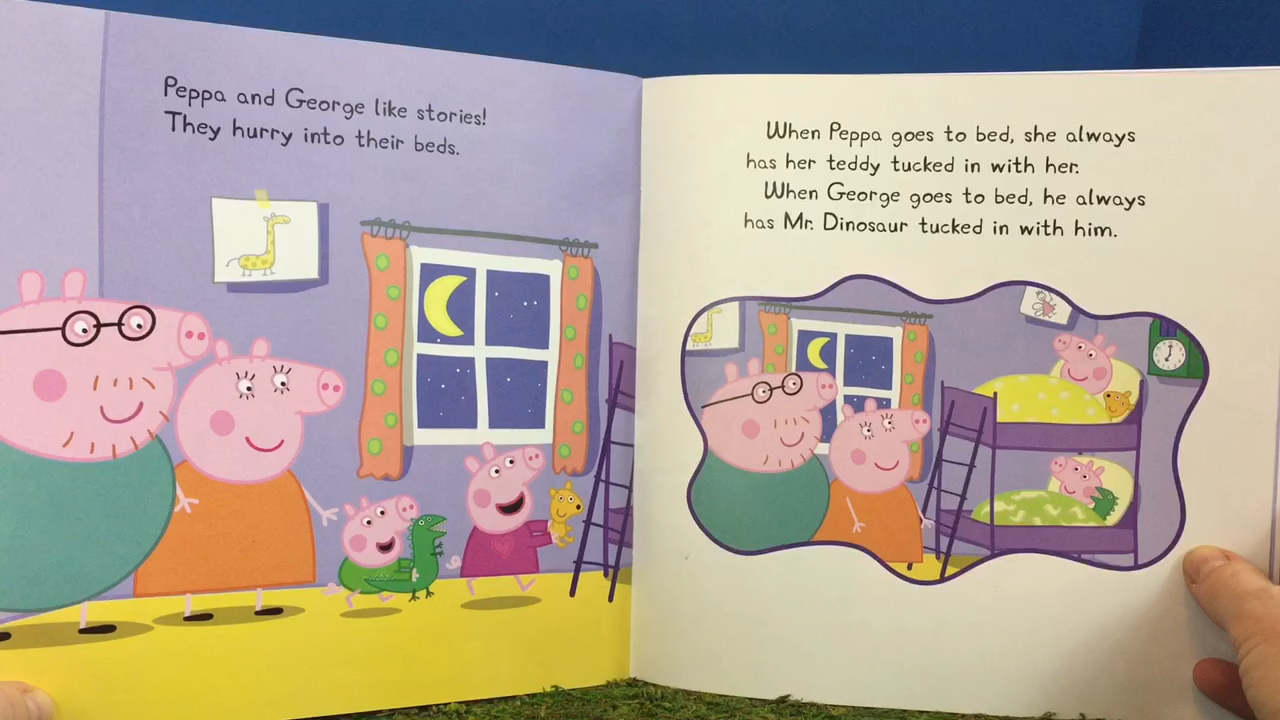 Peppa and George like stories!
They hurry into their beds.
When Peppa goes to bed, she always
has her teddy tucked in with her.
When George goes to bed, he always
has Mr. Dinosaur tucked in with him.